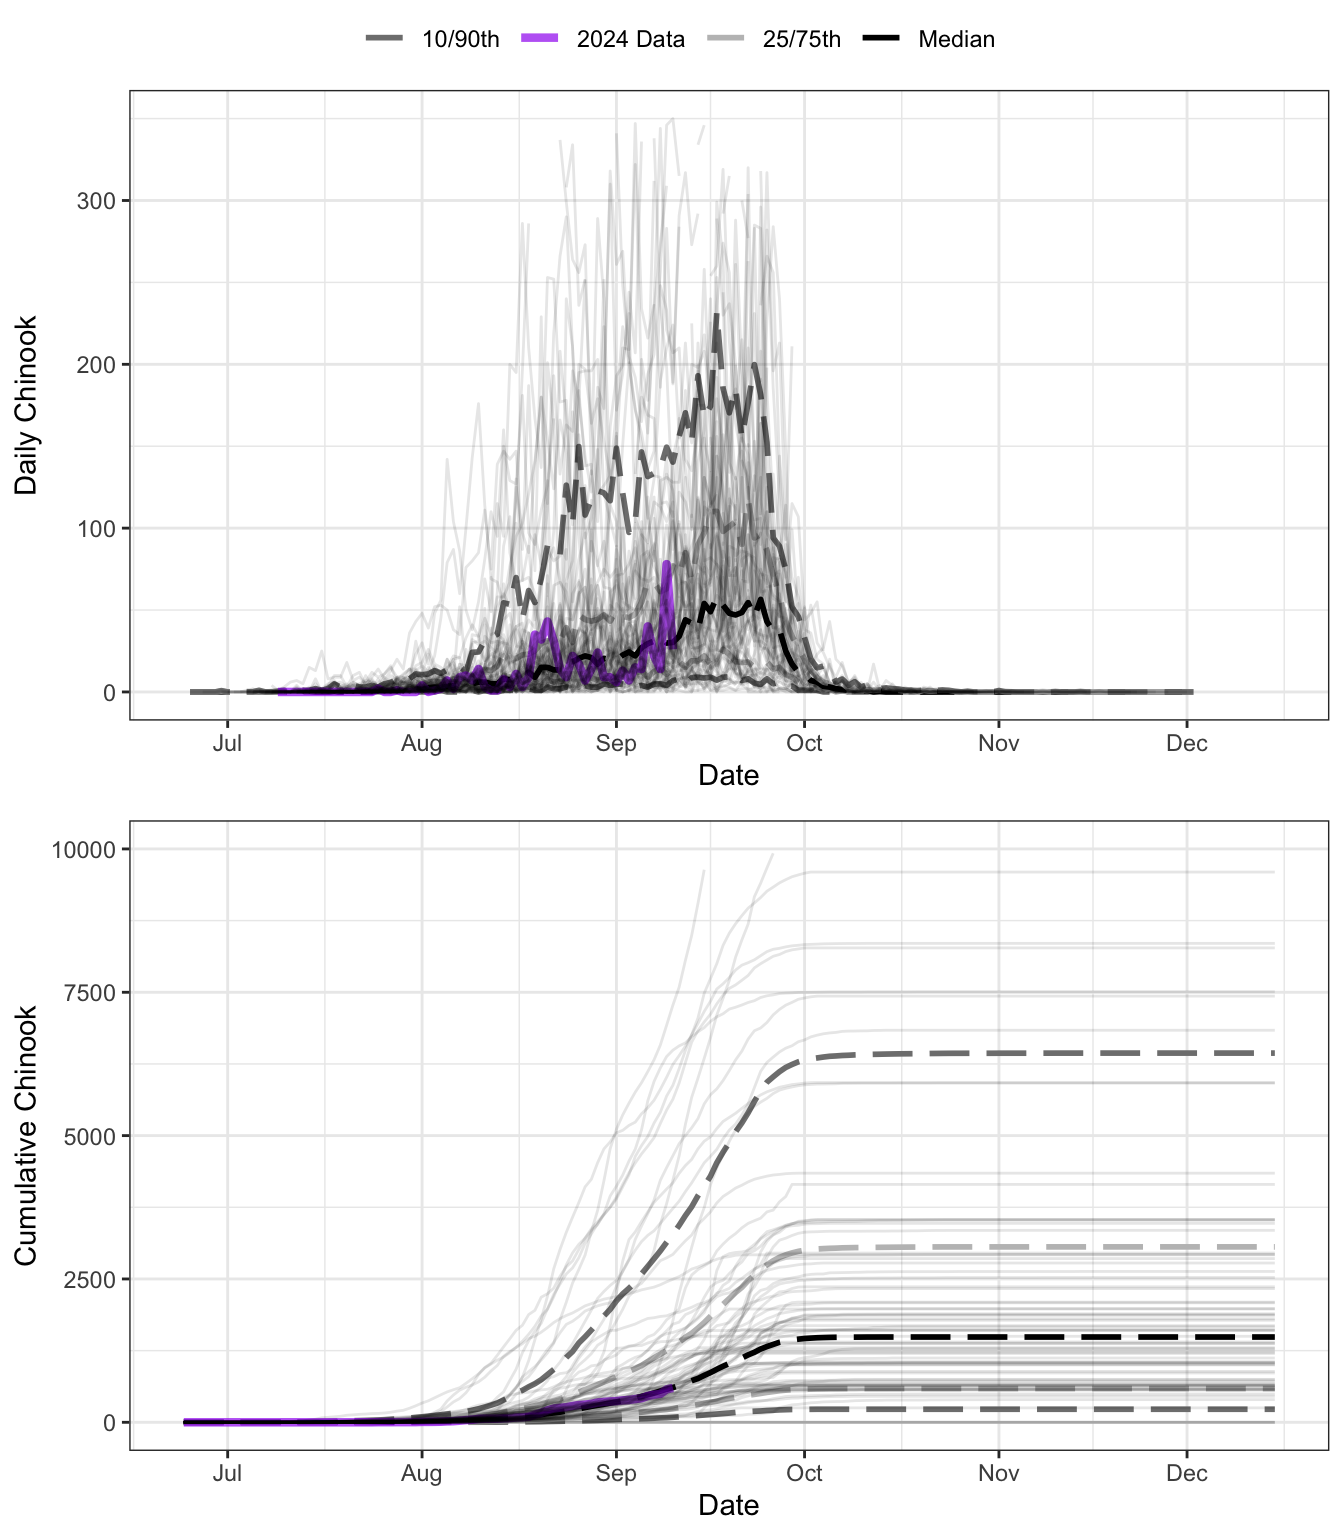 10/90th 2024 Data 25/75th Median
300
200
100
0
Daily Chinook
Jul Aug Sep Oct Nov Dec
Date
10000
7500
5000
2500
0
Cumulative Chinook
Jul Aug Sep Oct Nov Dec
Date